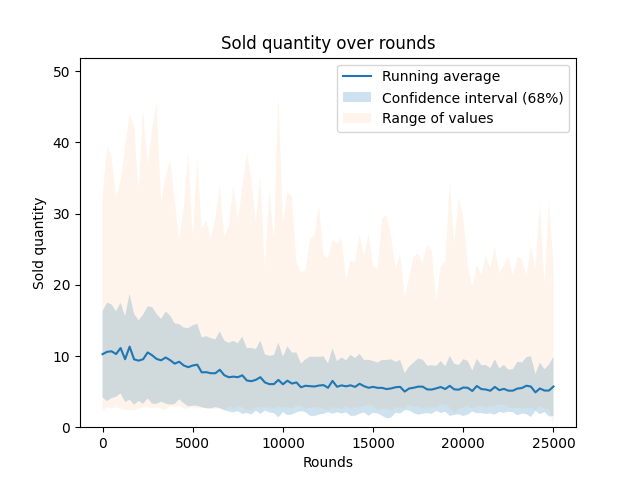 Sold quantity over rounds
Running average
Confidence interval (68%)
Range of values
Sold quantity
50
40
30
20
10
0
0 5000 10000 15000 20000 25000
Rounds